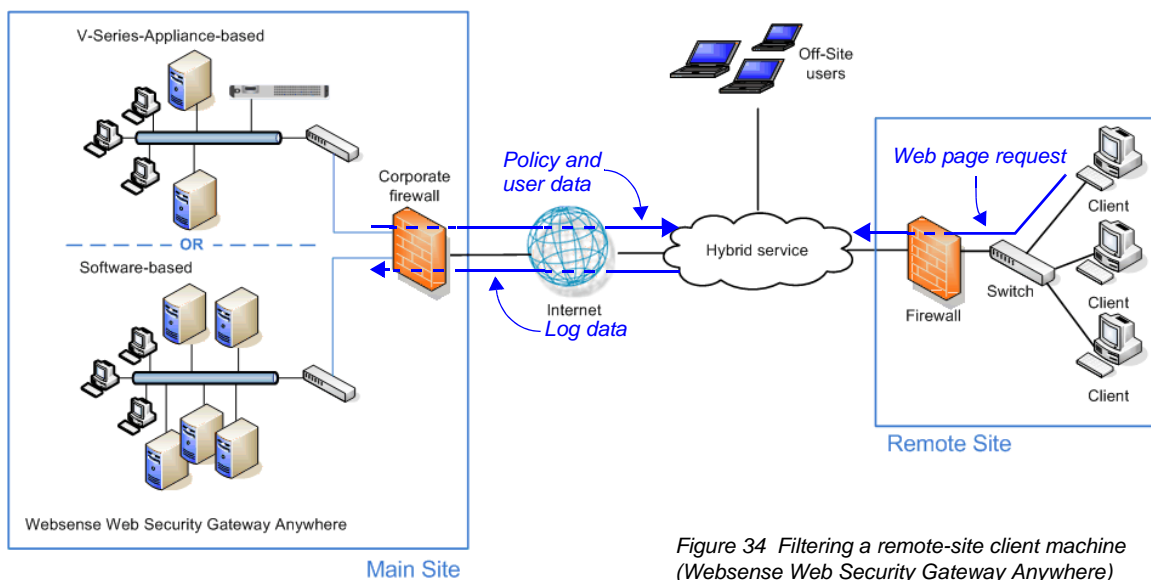 V-Series-Appliance-based
OR
Software-based
Websense Web Security Gateway Anywhere
Main Site
Corporate
firewall
Policy and
user data
Internet
Log data
Off-Site
users
Hybrid service
Web page request
Firewall
Switch
Client
Client
Client
Remote Site
Figure 34 Filtering a remote-site client machine
(Websense Web Security Gateway Anywhere)